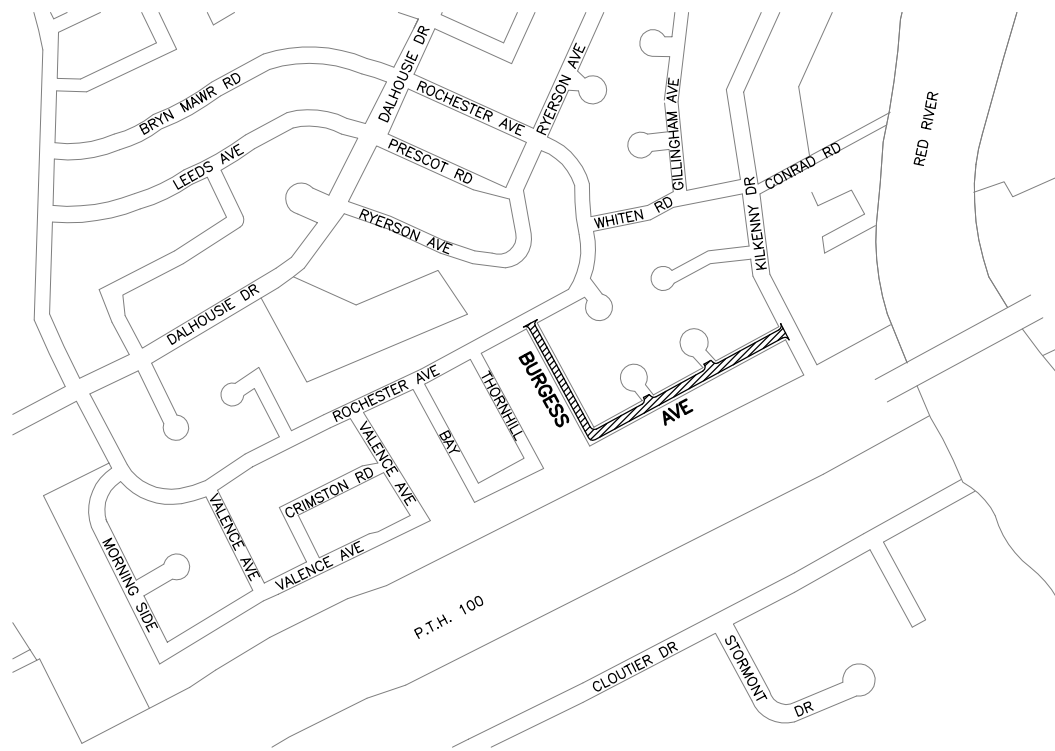 DALHOUSIE DR
RYERSON AVE
BRYN MAWR RD
ROCHESTER AVE
GILLINGHAM AVE
RED RIVER
LEEDS AVE
PRESCOT RD
CONRAD RD
WHITEN RD
KILKENNY DR
RYERSON AVE
DALHOUSIE DR
BURGESS
AVE
ROCHESTER AVE
THORNHILL
BAY
VALENCE AVE
CRIMSTON RD
VALENCE AVE
VALENCE AVE
MORNING SIDE
P.T.H. 100
CLOUTIER DR
STORMONT
DR